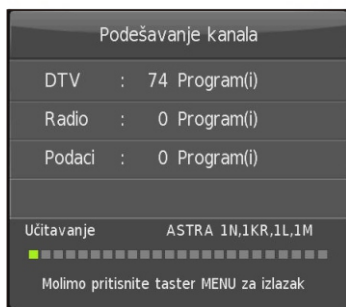 Podešavanje kanala
DTV : 74 Program(i)
Radio : 0 Program(i)
Podaci : 0 Program(i)
Učitavanje ASTRA 1N,1KR,1L,1M
Molimo pritisnite taster MENU za izlazak